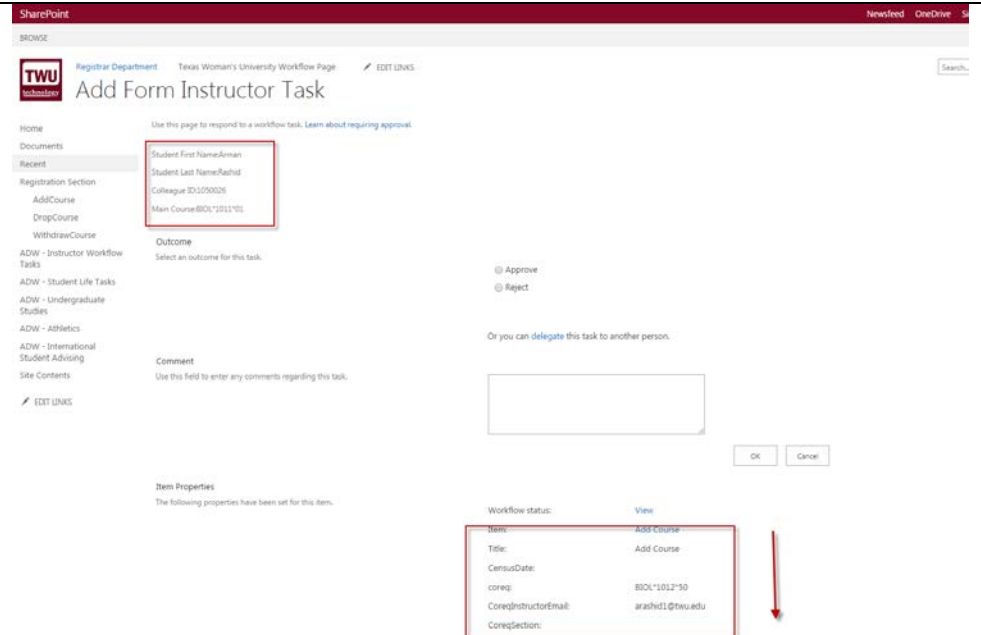 SharePoint
Newsfeed OneDrive
BROWSE
TWU
technology
Registrar Department Texas Woman's University Workflow Page EDIT LINKS
Search...
Add Form Instructor Task
Home
Documents
Recent
Registration Section
AddCourse
DropCourse
WithdrawCourse
ADW - Instructor Workflow
Tasks
ADW - Student Life Tasks
ADW - Undergraduate
Studies
ADW - Athletics
ADW - International
Student Advising
Site Contents
EDIT LINKS
Use this page to respond to a workflow task. Learn about requiring approval.
Student First Name:Arman
Student Last Name:Rashid
Colleague ID:1050026
Main Course:BIOL*1011*01
Outcome
Select an outcome for this task.
Approve
Reject
Or you can delegate this task to another person.
Comment
Use this field to enter any comments regarding this task.
OK Cancel
Item Properties
The following properties have been set for this item.
Workflow status: View
Item: Add Course
Title: Add Course
CensusDate:
coreq: BIOL*1012*50
CoreqInstructorEmail: arashid1@twu.edu
CoreqSection: